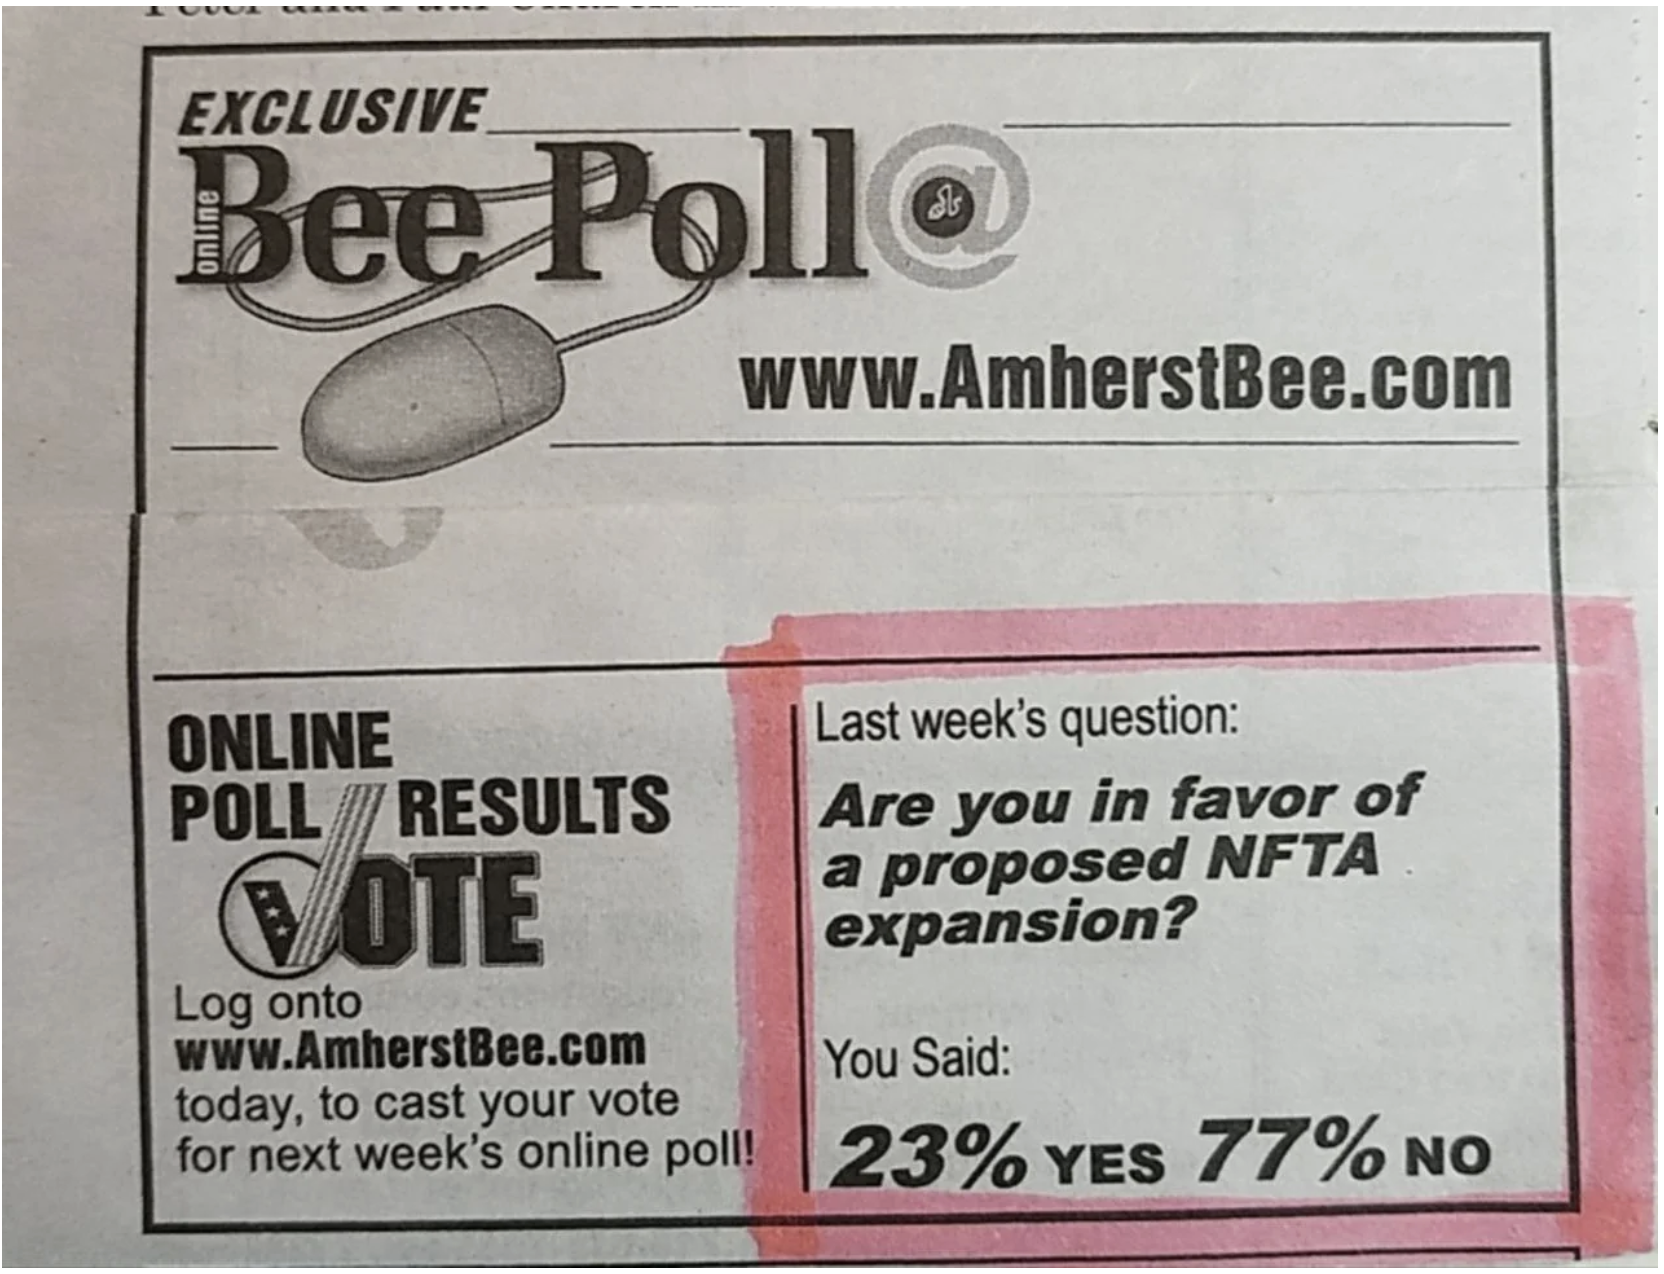 EXCLUSIVE
online
Bee Poll@
www.AmherstBee.com
ONLINE
POLL RESULTS
VOTE
Log onto
www.AmherstBee.com
today, to cast your vote
for next week's online poll!
Last week's question:
Are you in favor of
a proposed NFTA
expansion?
You Said:
23% YES 77% NO